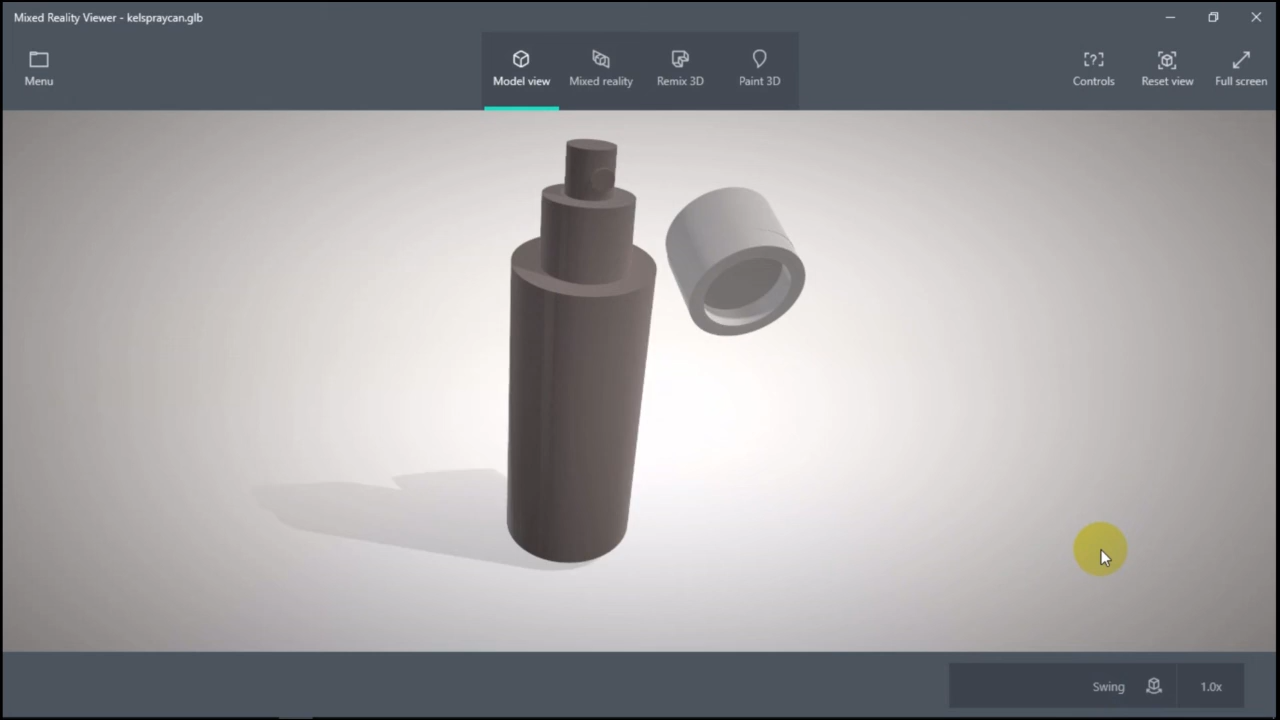 Mixed Reality Viewer - kelspraycan.glb
Menu
Model view
Mixed reality
Remix 3D
Paint 3D
Controls
Reset view
Full screen
Swing
1.0x